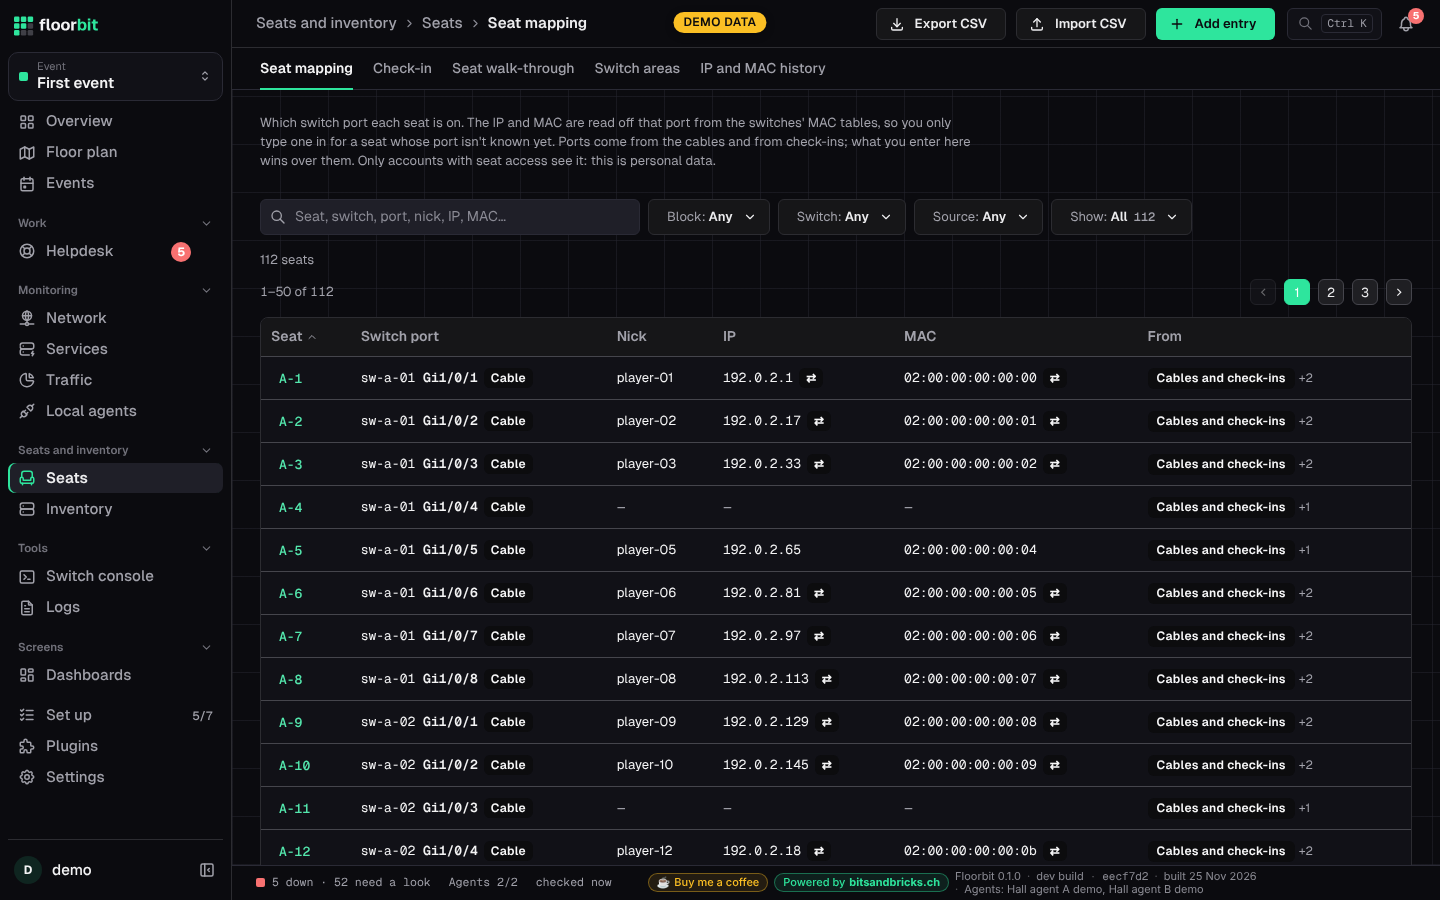 floorbit
Seats and inventory > Seats > Seat mapping
DEMO DATA
Export CSV
Import CSV
+ Add entry
Ctrl K
5
Event
First event
Overview
Floor plan
Events
Work
Helpdesk 5
Monitoring
Network
Services
Traffic
Local agents
Seats and inventory
Seats
Inventory
Tools
Switch console
Logs
Screens
Dashboards
Set up 5/7
Plugins
Settings
D demo
Seat mapping Check-in Seat walk-through Switch areas IP and MAC history
Which switch port each seat is on. The IP and MAC are read off that port from the switches' MAC tables, so you only
type one in for a seat whose port isn't known yet. Ports come from the cables and from check-ins; what you enter here
wins over them. Only accounts with seat access see it: this is personal data.
Seat, switch, port, nick, IP, MAC... Block: Any Switch: Any Source: Any Show: All 112
112 seats
1–50 of 112
‹ 1 2 3 ›
Seat Switch port Nick IP MAC From
A-1 sw-a-01 Gi1/0/1 Cable player-01 192.0.2.1 ⇄ 02:00:00:00:00:00 ⇄ Cables and check-ins +2
A-2 sw-a-01 Gi1/0/2 Cable player-02 192.0.2.17 ⇄ 02:00:00:00:00:01 ⇄ Cables and check-ins +2
A-3 sw-a-01 Gi1/0/3 Cable player-03 192.0.2.33 ⇄ 02:00:00:00:00:02 ⇄ Cables and check-ins +2
A-4 sw-a-01 Gi1/0/4 Cable – – – Cables and check-ins +1
A-5 sw-a-01 Gi1/0/5 Cable player-05 192.0.2.65 02:00:00:00:00:04 Cables and check-ins +1
A-6 sw-a-01 Gi1/0/6 Cable player-06 192.0.2.81 ⇄ 02:00:00:00:00:05 ⇄ Cables and check-ins +2
A-7 sw-a-01 Gi1/0/7 Cable player-07 192.0.2.97 ⇄ 02:00:00:00:00:06 ⇄ Cables and check-ins +2
A-8 sw-a-01 Gi1/0/8 Cable player-08 192.0.2.113 ⇄ 02:00:00:00:00:07 ⇄ Cables and check-ins +2
A-9 sw-a-02 Gi1/0/1 Cable player-09 192.0.2.129 ⇄ 02:00:00:00:00:08 ⇄ Cables and check-ins +2
A-10 sw-a-02 Gi1/0/2 Cable player-10 192.0.2.145 ⇄ 02:00:00:00:00:09 ⇄ Cables and check-ins +2
A-11 sw-a-02 Gi1/0/3 Cable – – – Cables and check-ins +1
A-12 sw-a-02 Gi1/0/4 Cable player-12 192.0.2.18 ⇄ 02:00:00:00:00:0b ⇄ Cables and check-ins +2
5 down · 52 need a look Agents 2/2 checked now
Buy me a coffee
Powered by bitsandbricks.ch
Floorbit 0.1.0 · dev build · eecf7d2 · built 25 Nov 2026
· Agents: Hall agent A demo, Hall agent B demo